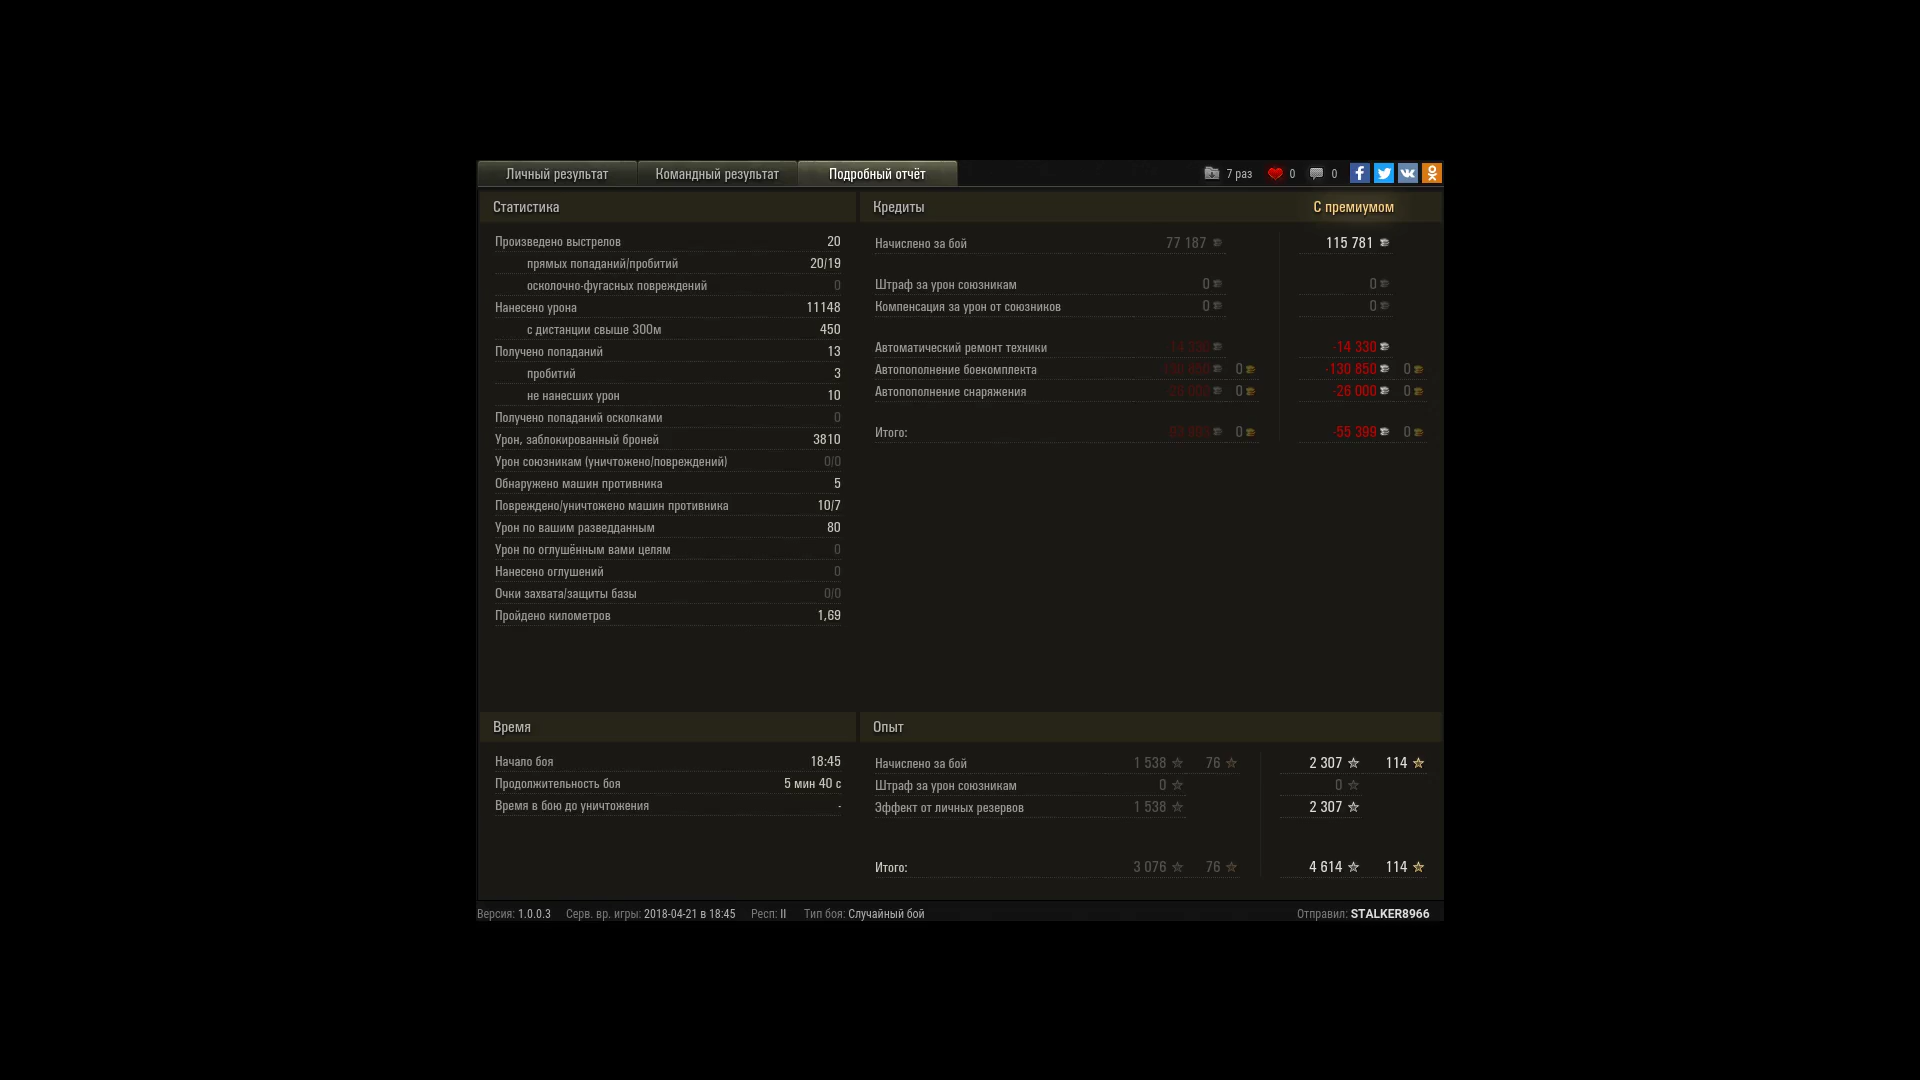 Личный результат Командный результат Подробный отчёт 7 раз 0 0
Статистика
Произведено выстрелов 20
прямых попаданий/пробитий 20/19
осколочно-фугасных повреждений 0
Нанесено урона 11148
с дистанции свыше 300м 450
Получено попаданий 13
пробитий 3
не нанесших урон 10
Получено попаданий осколками 0
Урон, заблокированный броней 3810
Урон союзникам (уничтожено/повреждений) 0/0
Обнаружено машин противника 5
Повреждено/уничтожено машин противника 10/7
Урон по вашим разведданным 80
Урон по оглушённым вами целям 0
Нанесено оглушений 0
Очки захвата/защиты базы 0/0
Пройдено километров 1,69
Кредиты С премиумом
Начислено за бой 77 187 115 781
Штраф за урон союзникам 0 0
Компенсация за урон от союзников 0 0
Автоматический ремонт техники -14 330 -14 330
Автопополнение боекомплекта -130 850 0 -130 850 0
Автопополнение снаряжения -26 000 0 -26 000 0
Итого: -93 993 0 -55 399 0
Время
Начало боя 18:45
Продолжительность боя 5 мин 40 с
Время в бою до уничтожения -
Опыт
Начислено за бой 1 538 76 2 307 114
Штраф за урон союзникам 0 0
Эффект от личных резервов 1 538 2 307
Итого: 3 076 76 4 614 114
Версия: 1.0.0.3 Серв. вр. игры: 2018-04-21 в 18:45 Респ: II Тип боя: Случайный бой Отправил: STALKER8966